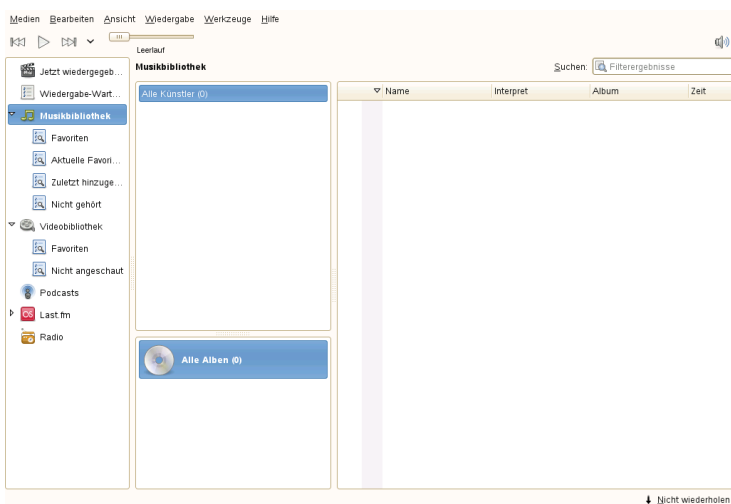 Medien Bearbeiten Ansicht Wiedergabe Werkzeuge Hilfe
Leerlauf
Jetzt wiedergegeb...
Wiedergabe-Wart...
Musikbibliothek
Favoriten
Aktuelle Favori...
Zuletzt hinzuge...
Nicht gehört
Videobibliothek
Favoriten
Nicht angeschaut
Podcasts
Last.fm
Radio
Musikbibliothek
Suchen: Filterergebnisse
Alle Künstler (0)
Name Interpret Album Zeit
Alle Alben (0)
Nicht wiederholen